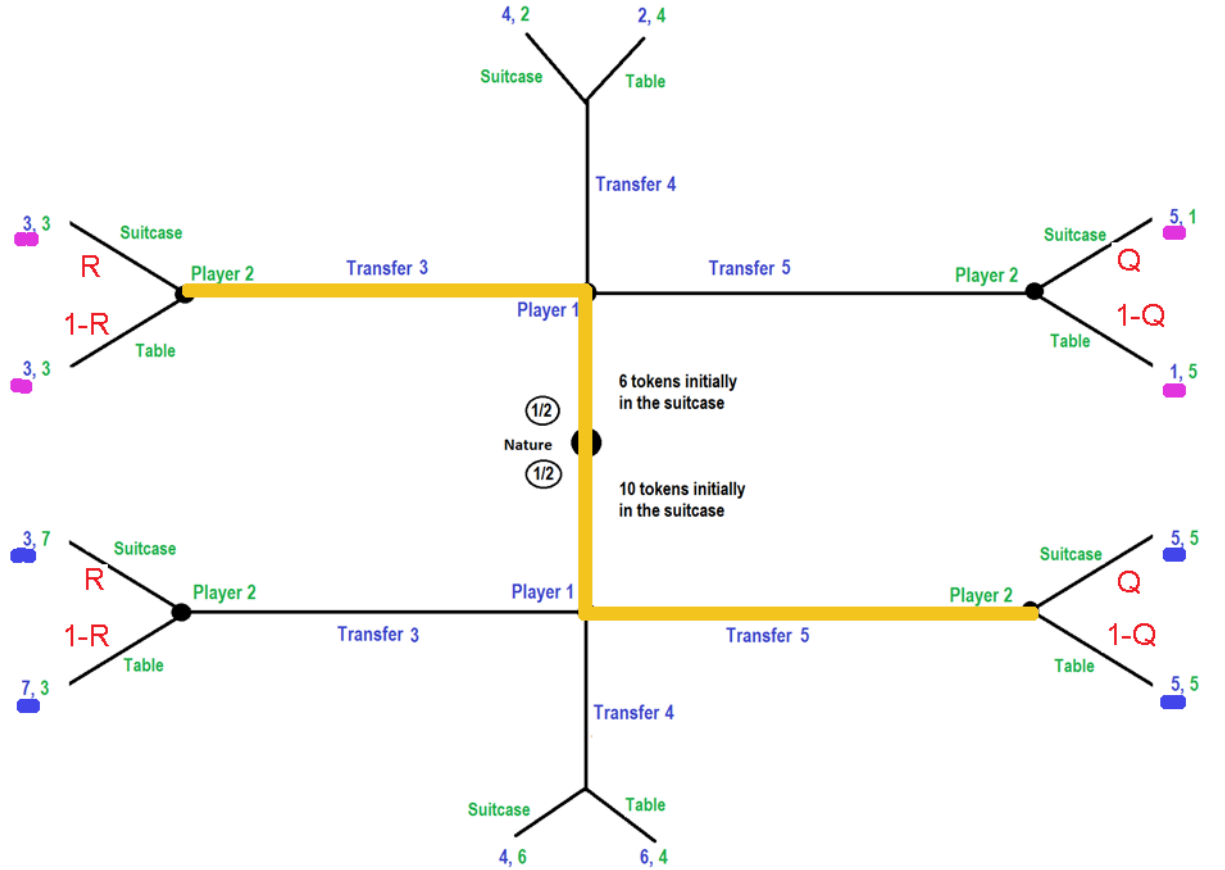 4, 2
2, 4
Suitcase
Table
Transfer 4
3, 3
Suitcase
R
Player 2
Transfer 3
Transfer 5
Player 2
Suitcase
5, 1
Q
Player 1
1-R
Table
3, 3
1-Q
Table
1, 5
6 tokens initially
in the suitcase
1/2
Nature
1/2
10 tokens initially
in the suitcase
3, 7
Suitcase
R
Player 2
Player 1
Player 2
Suitcase
5, 5
Q
1-R
Transfer 3
Transfer 5
1-Q
Table
7, 3
Table
5, 5
Transfer 4
Suitcase
Table
4, 6
6, 4